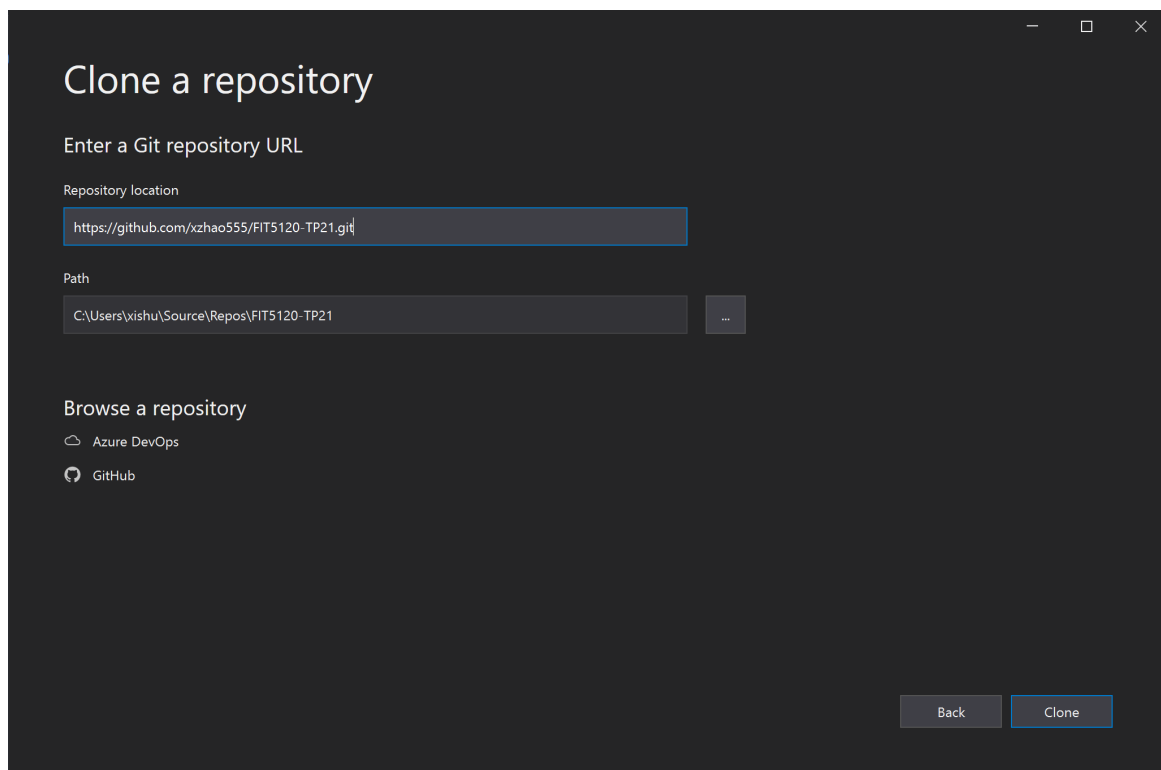 Clone a repository
Enter a Git repository URL
Repository location
https://github.com/xzhao555/FIT5120-TP21.git
Path
C:\Users\xishu\Source\Repos\FIT5120-TP21
...
Browse a repository
Azure DevOps
GitHub
Back
Clone